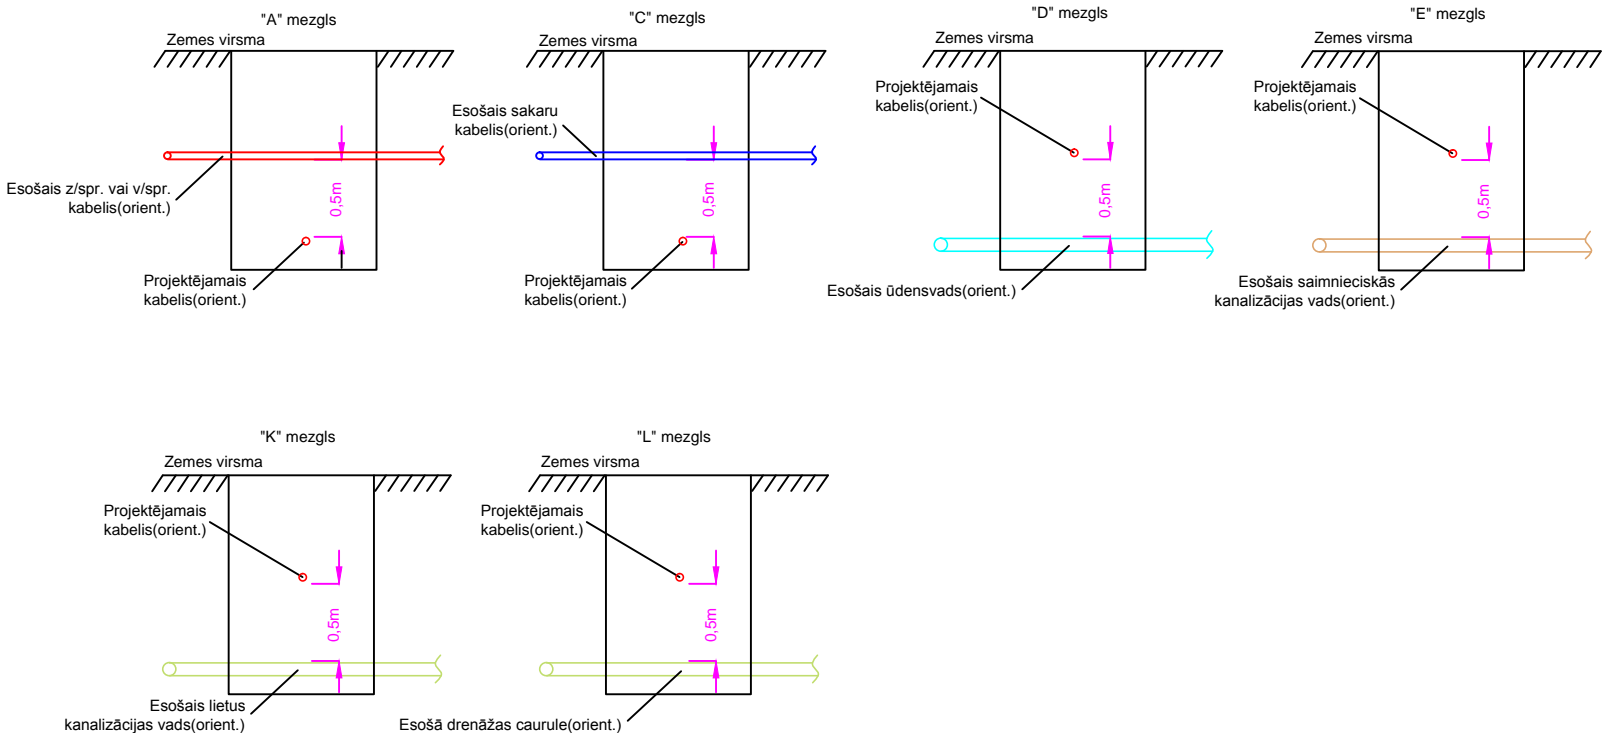 "A" mezgls
Zemes virsma
Esošais z/spr. vai v/spr.
kabelis(orient.)
0,5m
Projektējamais
kabelis(orient.)
"C" mezgls
Zemes virsma
Esošais sakaru
kabelis(orient.)
0,5m
Projektējamais
kabelis(orient.)
"D" mezgls
Zemes virsma
Projektējamais
kabelis(orient.)
0,5m
Esošais ūdensvads(orient.)
"E" mezgls
Zemes virsma
Projektējamais
kabelis(orient.)
0,5m
Esošais saimnieciskās
kanalizācijas vads(orient.)
"K" mezgls
Zemes virsma
Projektējamais
kabelis(orient.)
0,5m
Esošais lietus
kanalizācijas vads(orient.)
"L" mezgls
Zemes virsma
Projektējamais
kabelis(orient.)
0,5m
Esošā drenāžas caurule(orient.)